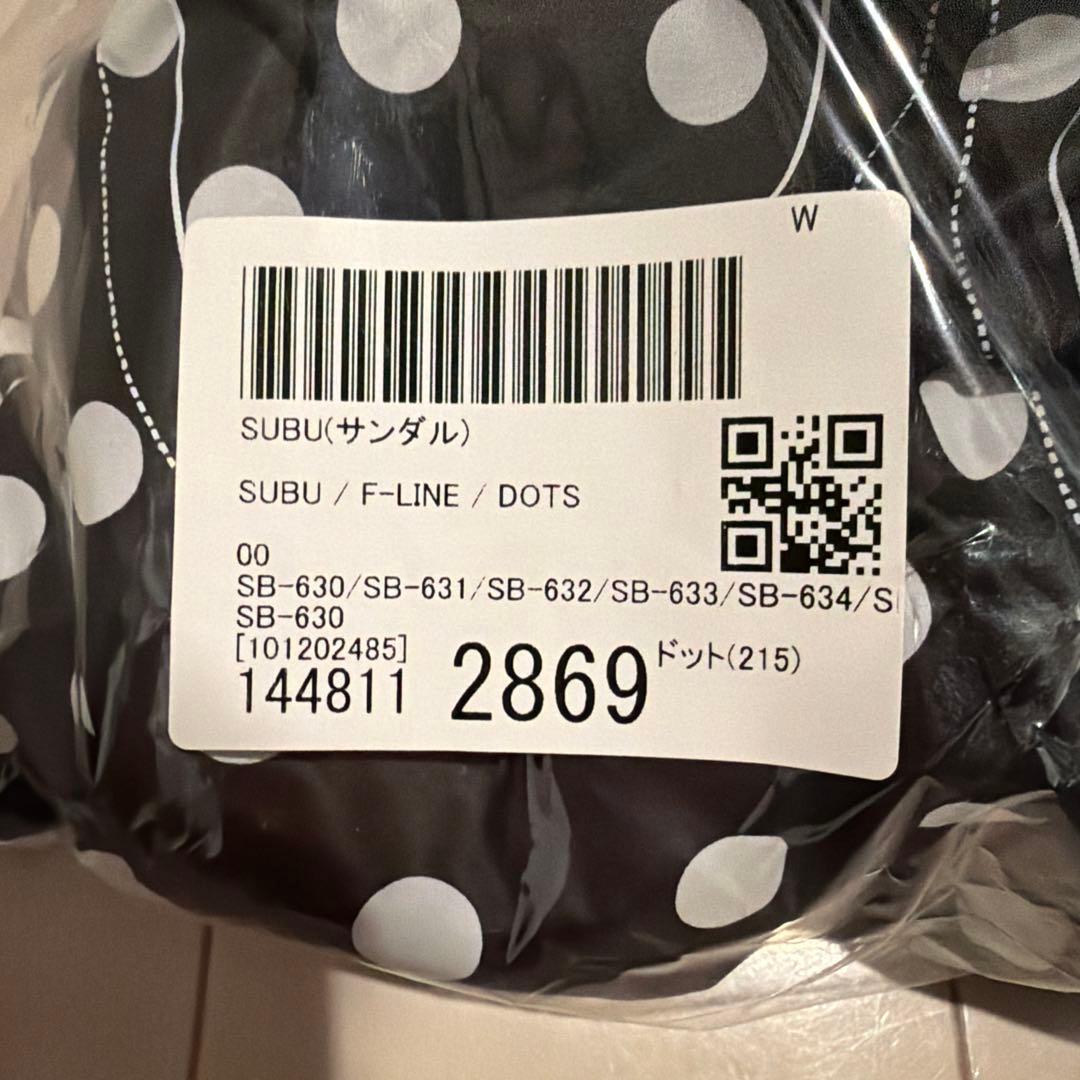 W
SUBU(サンダル)
SUBU / F-LINE / DOTS
00
SB-630/SB-631/SB-632/SB-633/SB-634/S
SB-630
[101202485]
144811 2869 ドット(215)